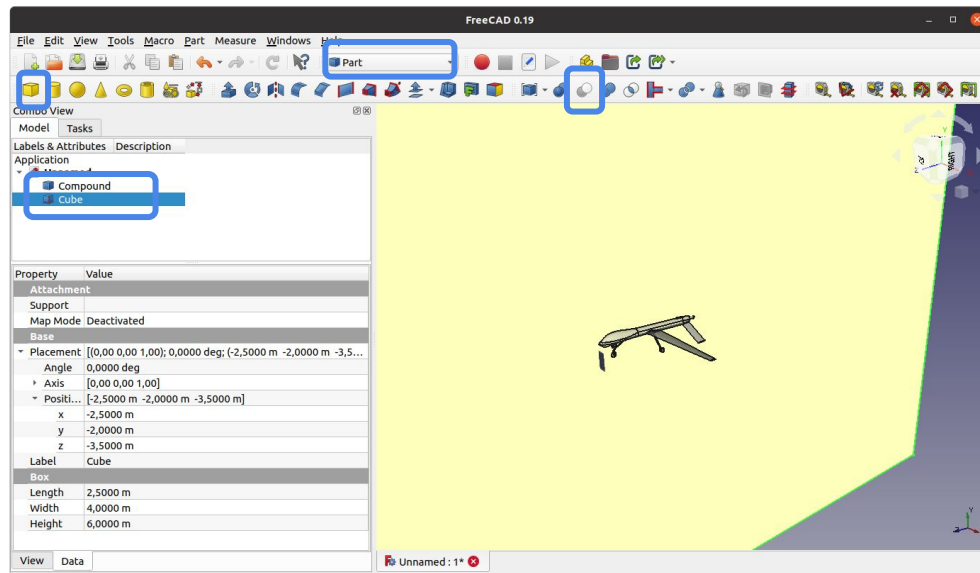 FreeCAD 0.19
File Edit View Tools Macro Part Measure Windows Help
Part
Combo View
Model Tasks
Labels & Attributes Description
Application
Unnamed
Compound
Cube
Property Value
Attachment
Support
Map Mode Deactivated
Base
Placement [(0,00 0,00 1,00); 0,0000 deg; (-2,5000 m -2,0000 m -3,5...
Angle 0,0000 deg
Axis [0,00 0,00 1,00]
Positi... [-2,5000 m -2,0000 m -3,5000 m]
x -2,5000 m
y -2,0000 m
z -3,5000 m
Label Cube
Box
Length 2,5000 m
Width 4,0000 m
Height 6,0000 m
View Data
Unnamed : 1*
Y
RIGHT
Z
Y
Z